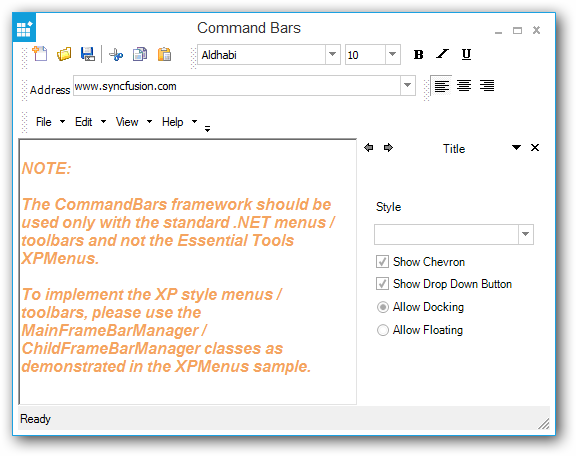 Command Bars
Aldhabi 10 B I U
Address www.syncfusion.com
File Edit View Help
Title
NOTE:
The CommandBars framework should be
used only with the standard .NET menus /
toolbars and not the Essential Tools
XPMenus.
To implement the XP style menus /
toolbars, please use the
MainFrameBarManager /
ChildFrameBarManager classes as
demonstrated in the XPMenus sample.
Style
Show Chevron
Show Drop Down Button
Allow Docking
Allow Floating
Ready